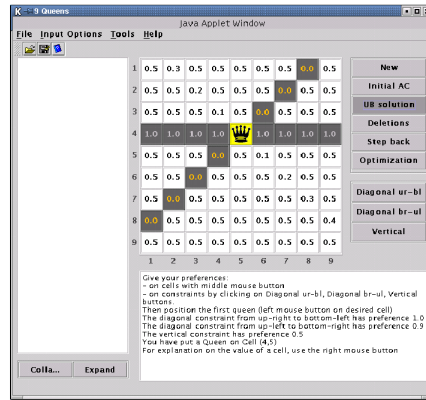 K 9 Queens
Java Applet Window
File Input Options Tools Help
1 0.5 0.3 0.5 0.5 0.5 0.5 0.5 0.0 0.5
2 0.5 0.5 0.2 0.5 0.5 0.5 0.0 0.5 0.5
3 0.5 0.5 0.5 0.1 0.5 0.0 0.5 0.5 0.5
4 1.0 1.0 1.0 1.0 1.0 1.0 1.0 1.0
5 0.5 0.5 0.5 0.0 0.5 0.1 0.5 0.5 0.5
6 0.5 0.5 0.0 0.5 0.5 0.5 0.2 0.5 0.5
7 0.5 0.0 0.5 0.5 0.5 0.5 0.5 0.3 0.5
8 0.0 0.5 0.5 0.5 0.5 0.5 0.5 0.5 0.4
9 0.5 0.5 0.5 0.5 0.5 0.5 0.5 0.5 0.5
1 2 3 4 5 6 7 8 9
New
Initial AC
UB solution
Deletions
Step back
Optimization
Diagonal ur-bl
Diagonal br-ul
Vertical
Give your preferences:
- on cells with middle mouse button
- on constraints by clicking on Diagonal ur-bl, Diagonal br-ul, Vertical
buttons.
Then position the first queen (left mouse button on desired cell)
The diagonal constraint from up-right to bottom-left has preference 1.0
The diagonal constraint from up-left to bottom-right has preference 0.9
The vertical constraint has preference 0.5
You have put a Queen on Cell (4,5)
For explanation on the value of a cell, use the right mouse button
Colla... Expand